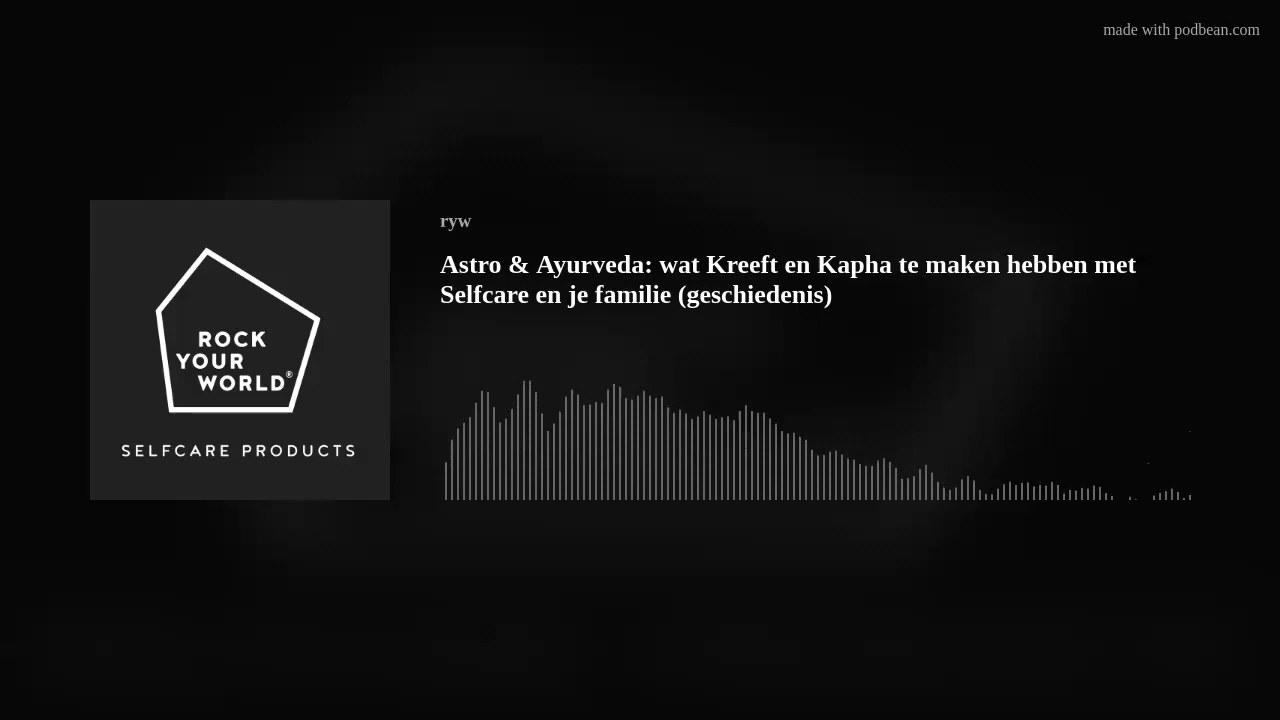 made with podbean.com
ryw
Astro & Ayurveda: wat Kreeft en Kapha te maken hebben met
Selfcare en je familie (geschiedenis)
ROCK
YOUR
WORLD®
SELFCARE PRODUCTS